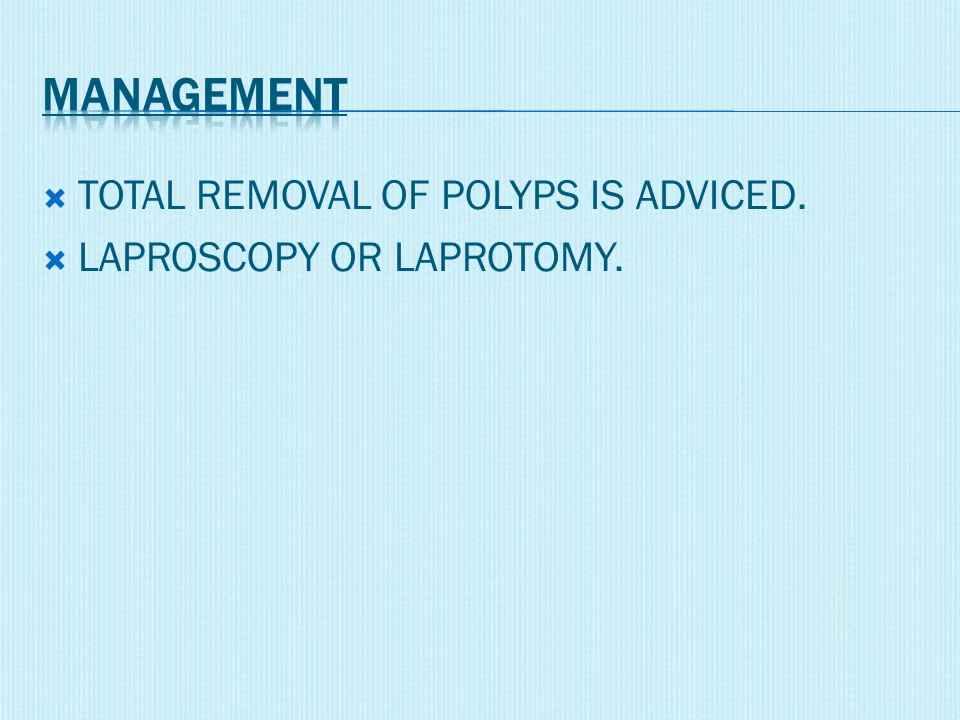 MANAGEMENT
TOTAL REMOVAL OF POLYPS IS ADVICED.
LAPROSCOPY OR LAPROTOMY.